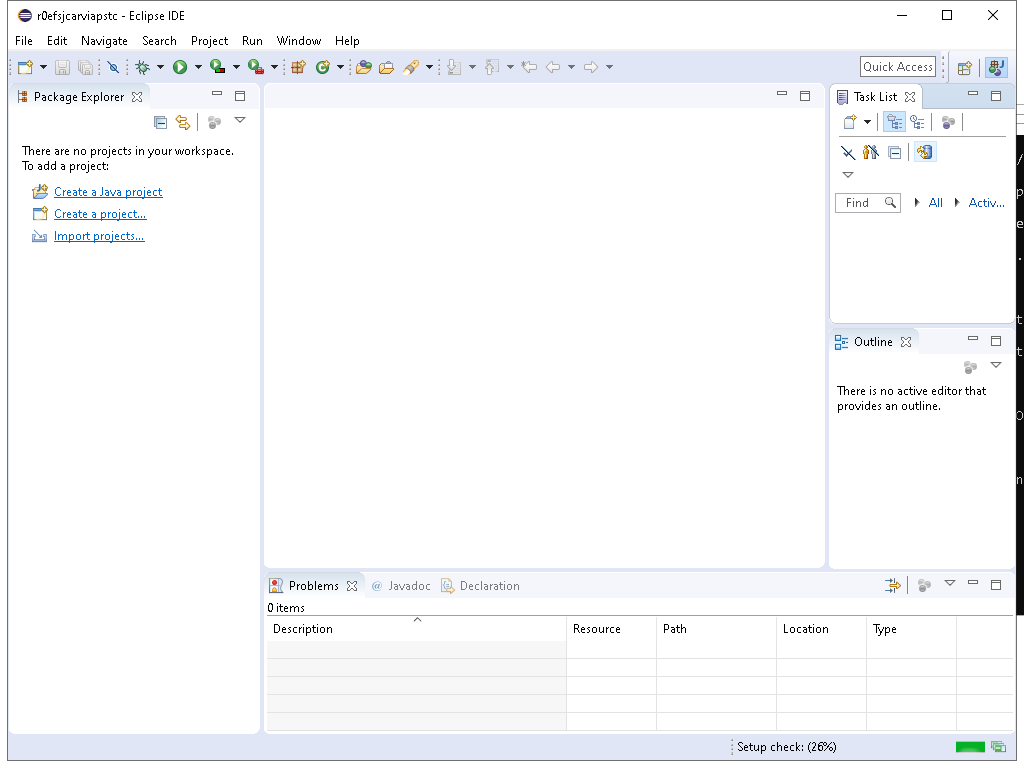 r0efsjcarviapstc - Eclipse IDE
File Edit Navigate Search Project Run Window Help
Quick Access
Package Explorer
There are no projects in your workspace.
To add a project:
Create a Java project
Create a project...
Import projects...
Task List
Find All Activ...
Outline
There is no active editor that
provides an outline.
Problems @ Javadoc Declaration
0 items
Description Resource Path Location Type
Setup check: (26%)